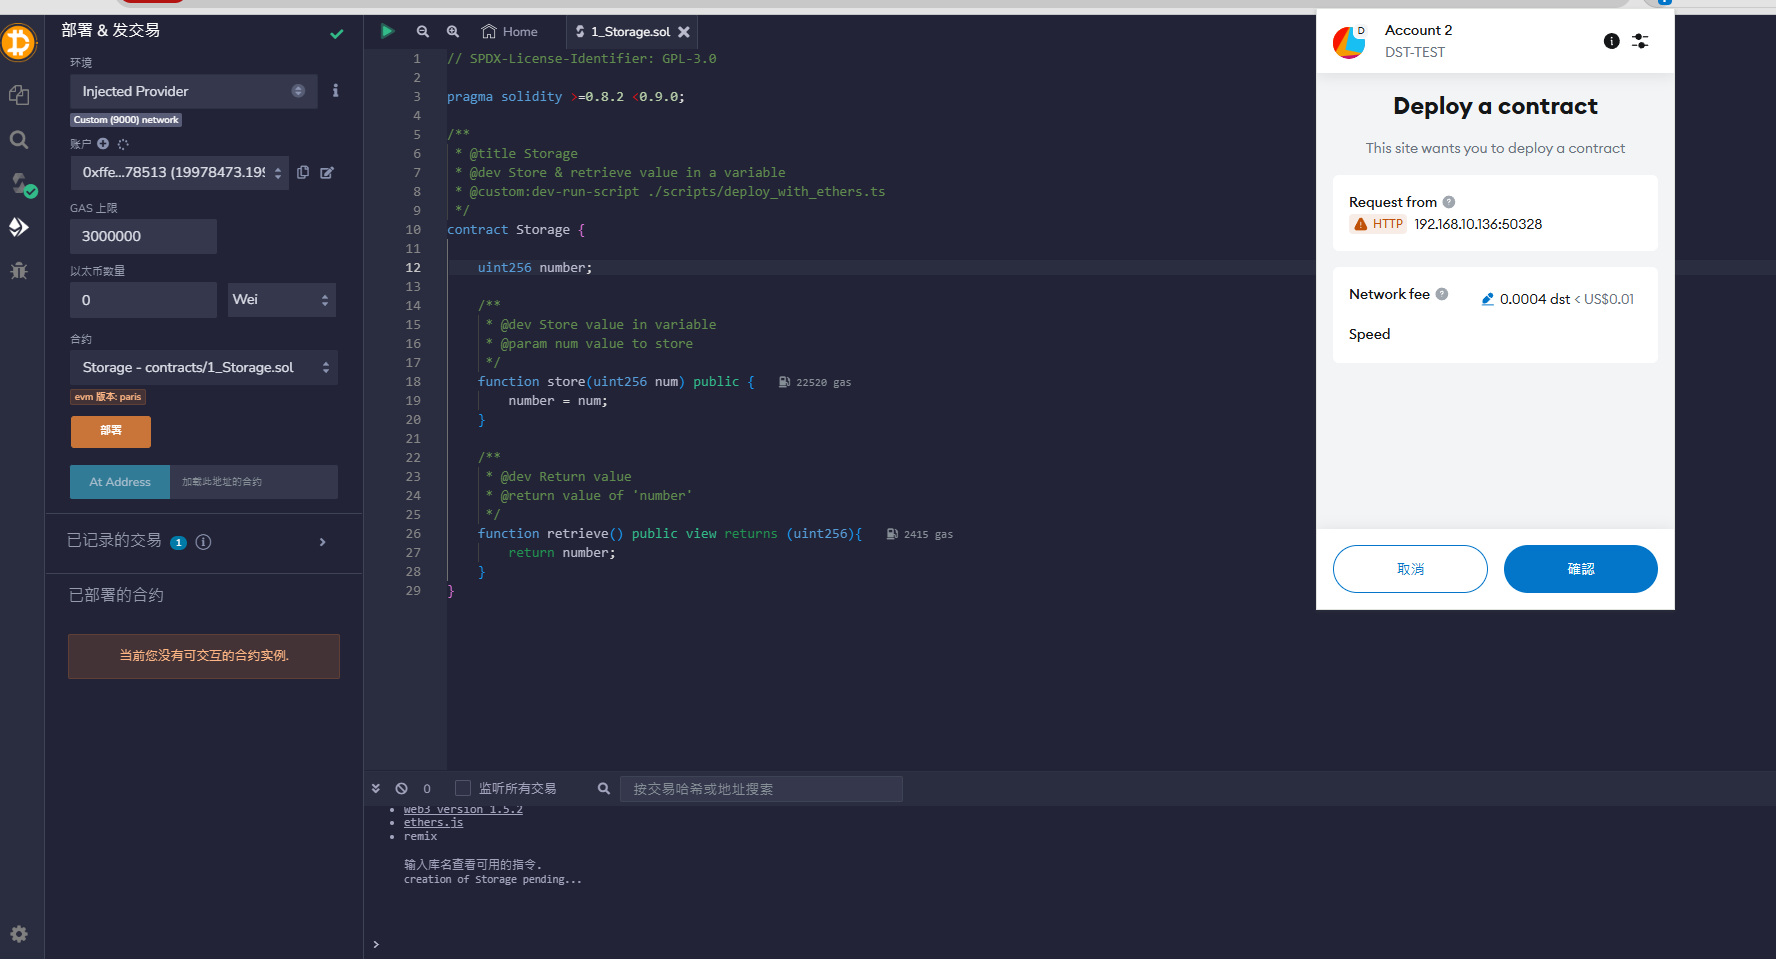 部署 & 发交易
环境
Injected Provider
Custom (9000) network
账户
0xffe...78513 (19978473.199
GAS 上限
3000000
以太币数量
0
Wei
合约
Storage - contracts/1_Storage.sol
evm 版本: paris
部署
At Address
加载此地址的合约
已记录的交易 1
已部署的合约
当前您没有可交互的合约实例.
Home
1_Storage.sol
1 // SPDX-License-Identifier: GPL-3.0
2
3 pragma solidity >=0.8.2 <0.9.0;
4
5 /**
6  * @title Storage
7  * @dev Store & retrieve value in a variable
8  * @custom:dev-run-script ./scripts/deploy_with_ethers.ts
9  */
10 contract Storage {
11
12     uint256 number;
13
14     /**
15      * @dev Store value in variable
16      * @param num value to store
17      */
18     function store(uint256 num) public { 22520 gas
19         number = num;
20     }
21
22     /**
23      * @dev Return value
24      * @return value of 'number'
25      */
26     function retrieve() public view returns (uint256){ 2415 gas
27         return number;
28     }
29 }
0
监听所有交易
按交易哈希或地址搜索
web3 version 1.5.2
ethers.js
remix
输入库名查看可用的指令.
creation of Storage pending...
>
Account 2
D
DST-TEST
Deploy a contract
This site wants you to deploy a contract
Request from
HTTP 192.168.10.136:50328
Network fee
0.0004 dst < US$0.01
Speed
取消
確認